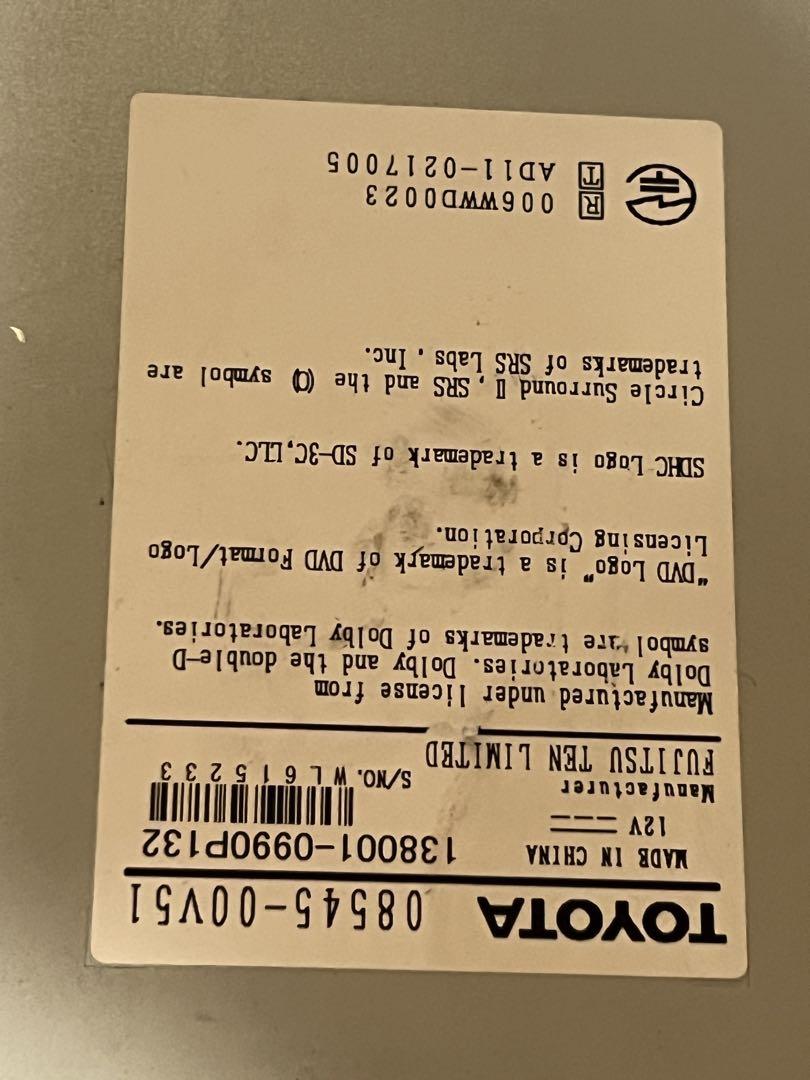 TOYOTA 08545-00V51
MADE IN CHINA 138001-0990P132
12V
Manufacturer S/NO. WL615233
FUJITSU TEN LIMITED
Manufactured under license from
Dolby Laboratories. Dolby and the double-D
symbol are trademarks of Dolby Laboratories.
"DVD Logo" is a trademark of DVD Format/Logo
Licensing Corporation.
SDHC Logo is a trademark of SD-3C,LLC.
Circle Surround II, SRS and the symbol are
trademarks of SRS Labs, Inc.
R 006WWD0023
T AD11-0217005